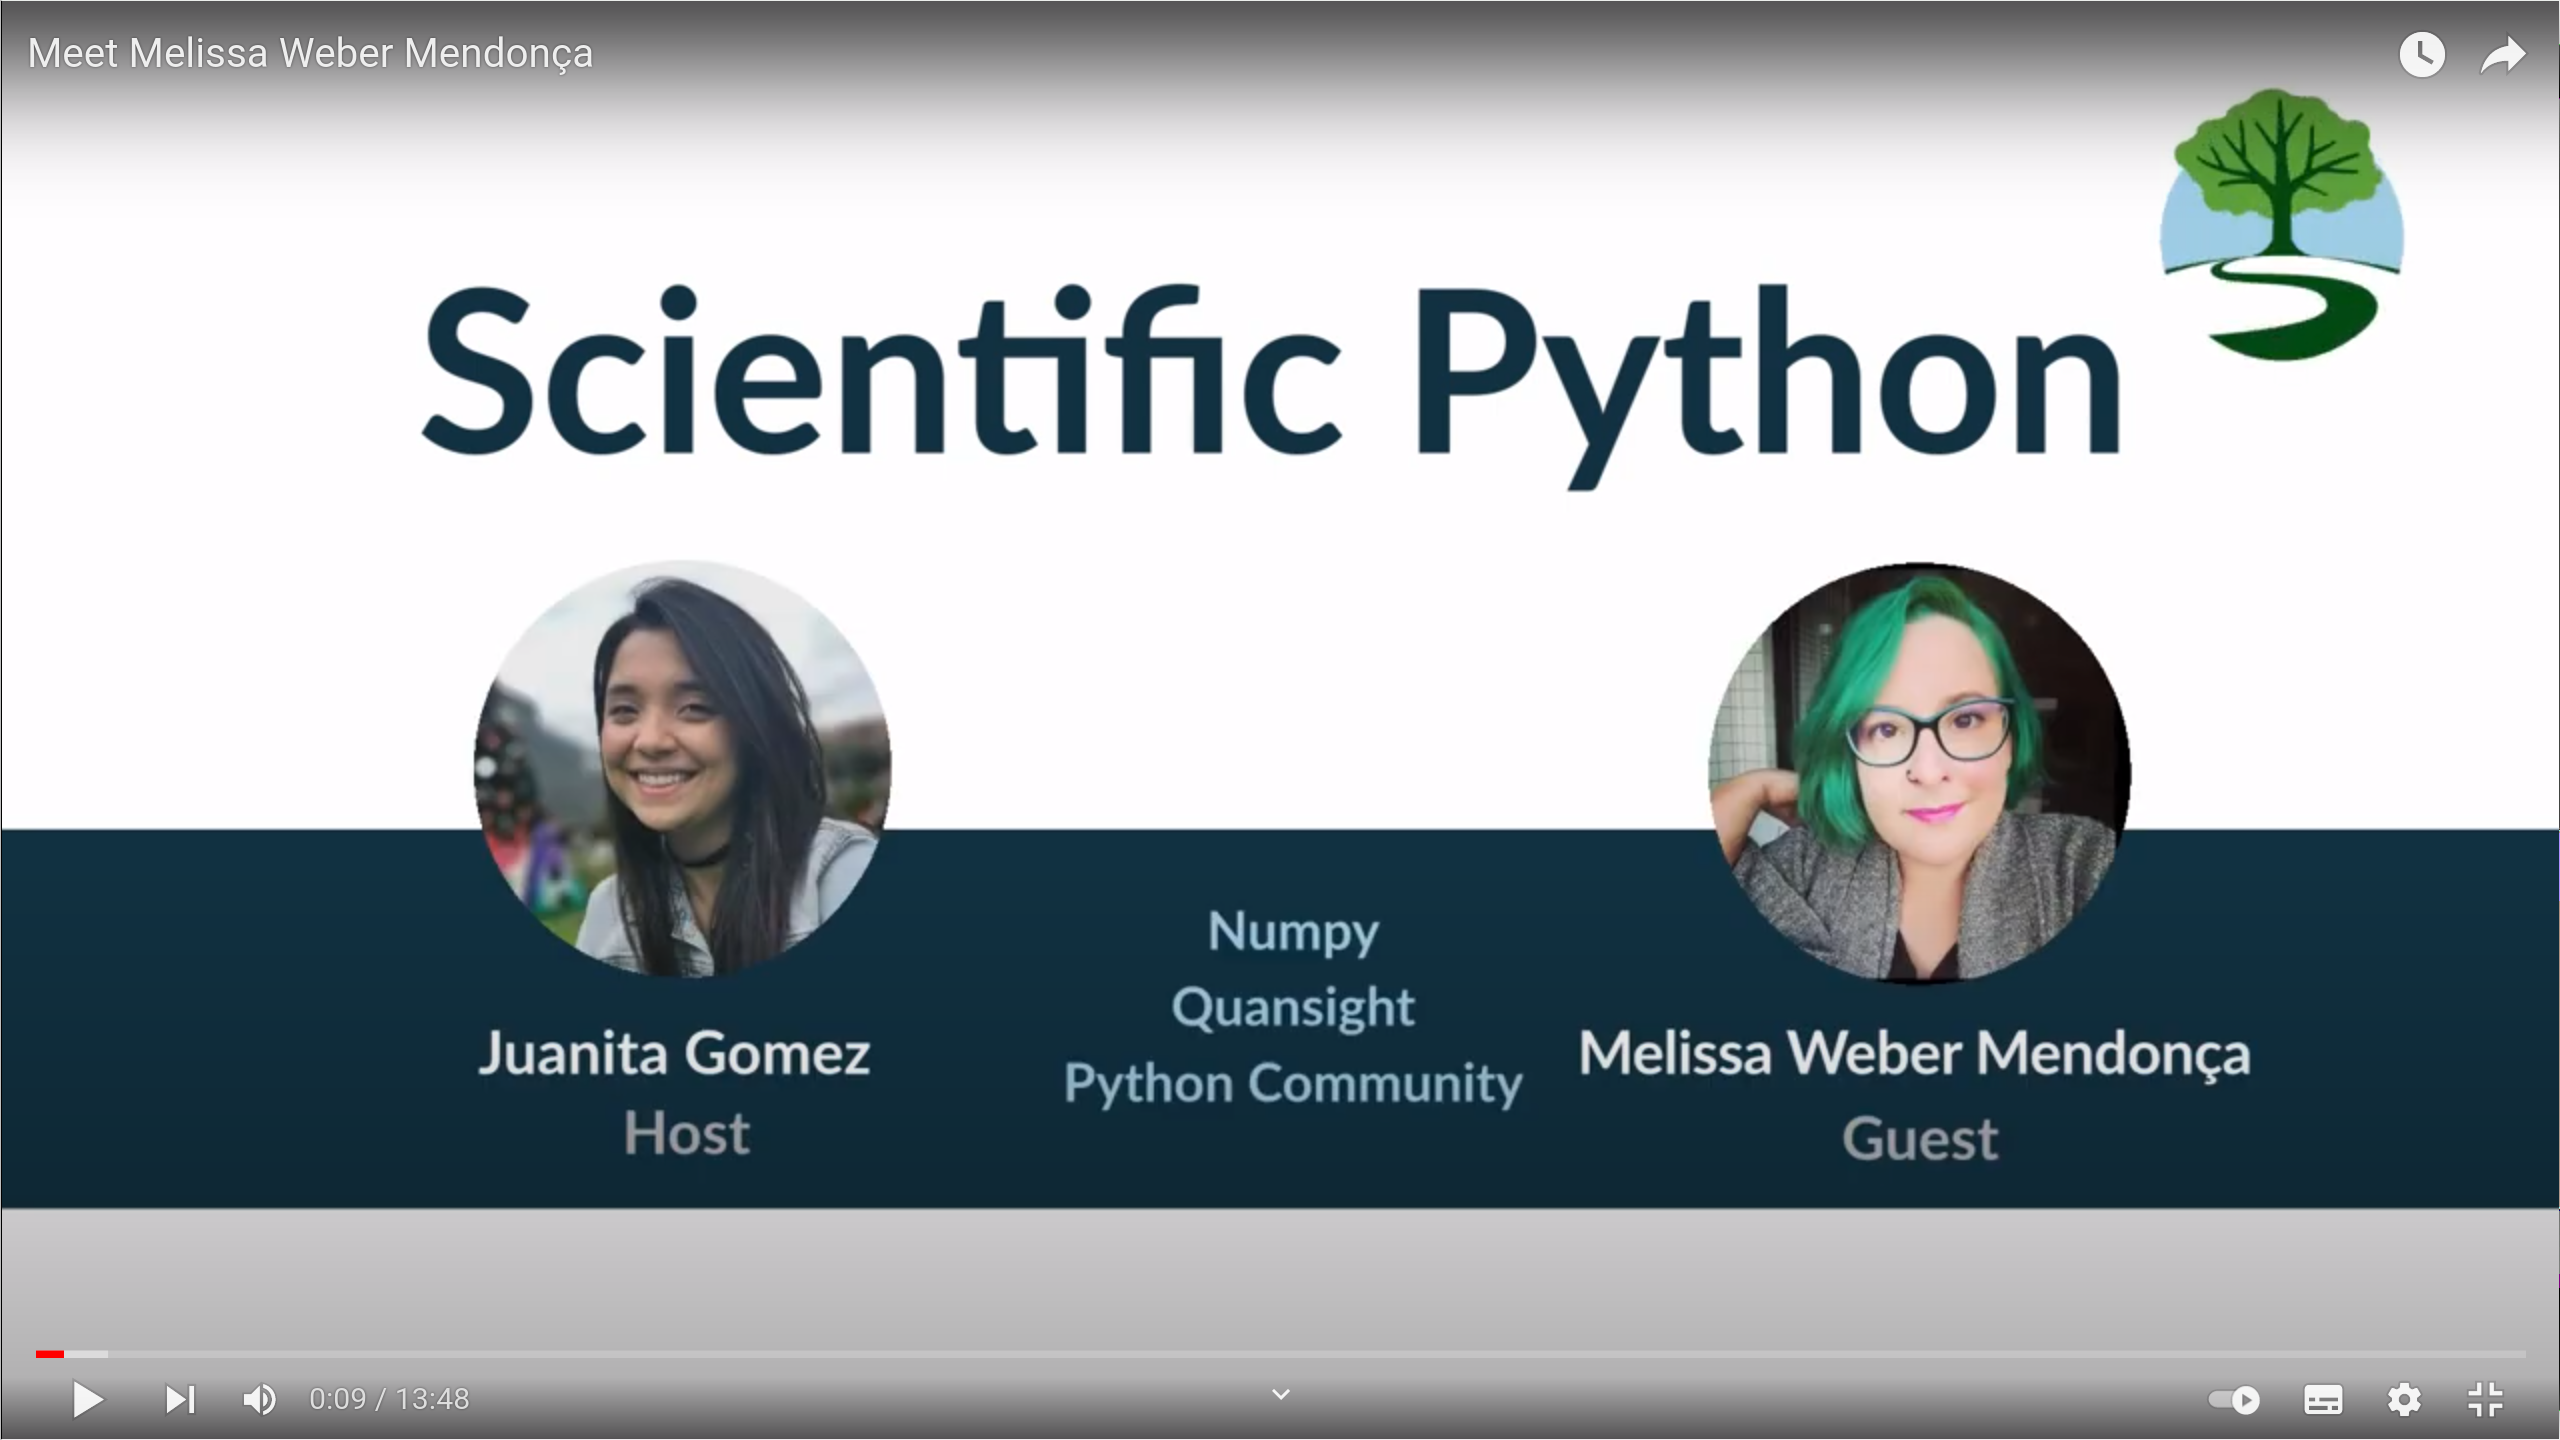 Meet Melissa Weber Mendonça
Scientific Python
Numpy
Quansight
Python Community
Juanita Gomez
Host
Melissa Weber Mendonça
Guest
0:09 / 13:48